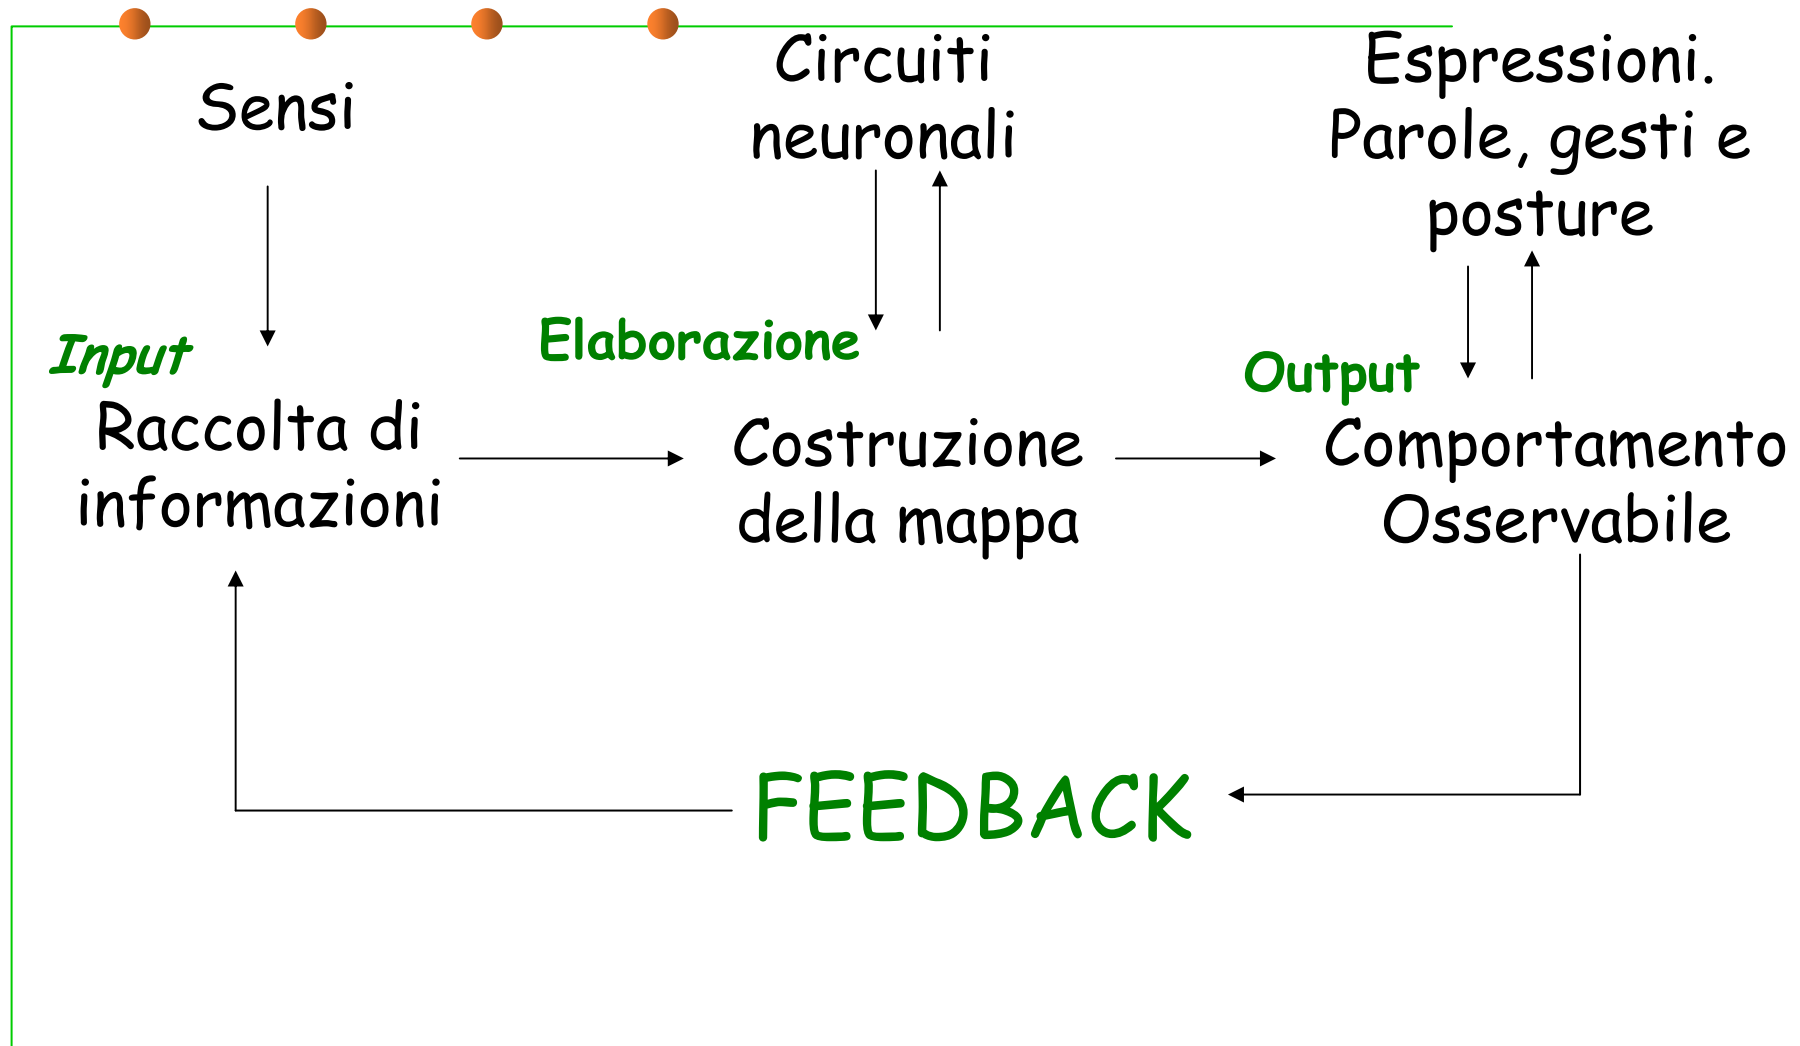 Sensi
Circuiti
neuronali
Espressioni.
Parole, gesti e
posture
Input
Raccolta di
informazioni
Elaborazione
Costruzione
della mappa
Output
Comportamento
Osservabile
FEEDBACK